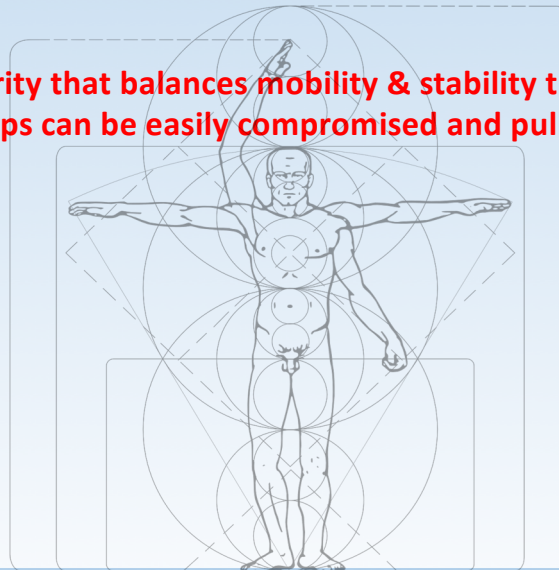 rity that balances mobility & stability t
ps can be easily compromised and pul